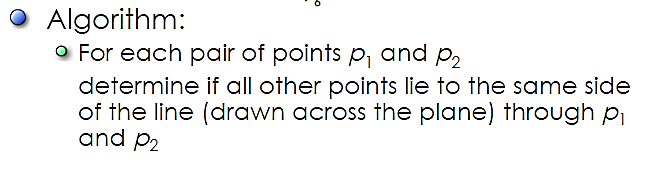 Algorithm:
For each pair of points p₁ and p₂
determine if all other points lie to the same side
of the line (drawn across the plane) through p₁
and p₂